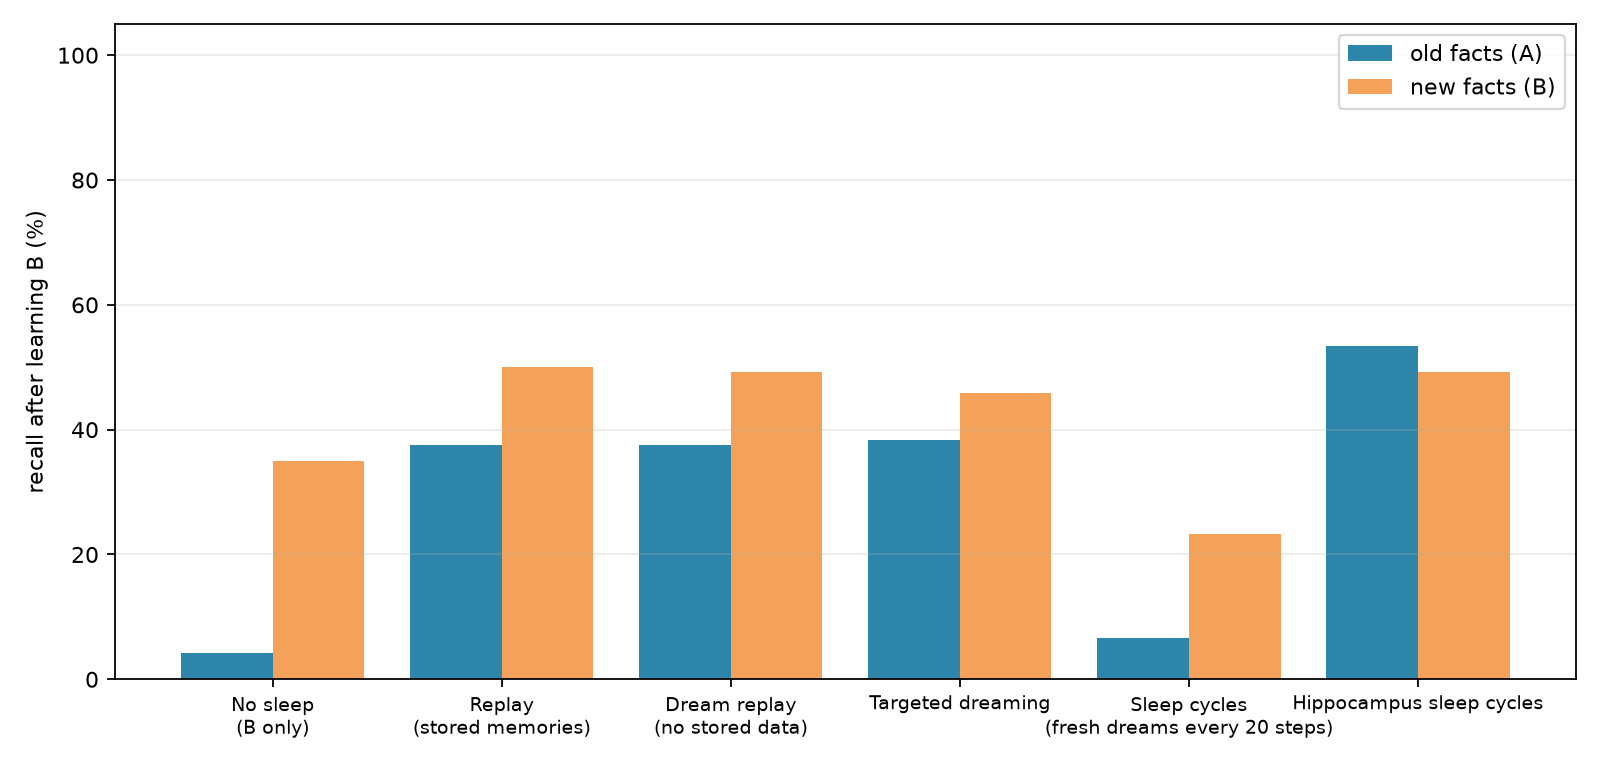 old facts (A)
new facts (B)
recall after learning B (%)
100
80
60
40
20
0
No sleep
(B only)
Replay
(stored memories)
Dream replay
(no stored data)
Targeted dreaming
Sleep cycles
(fresh dreams every 20 steps)
Hippocampus sleep cycles